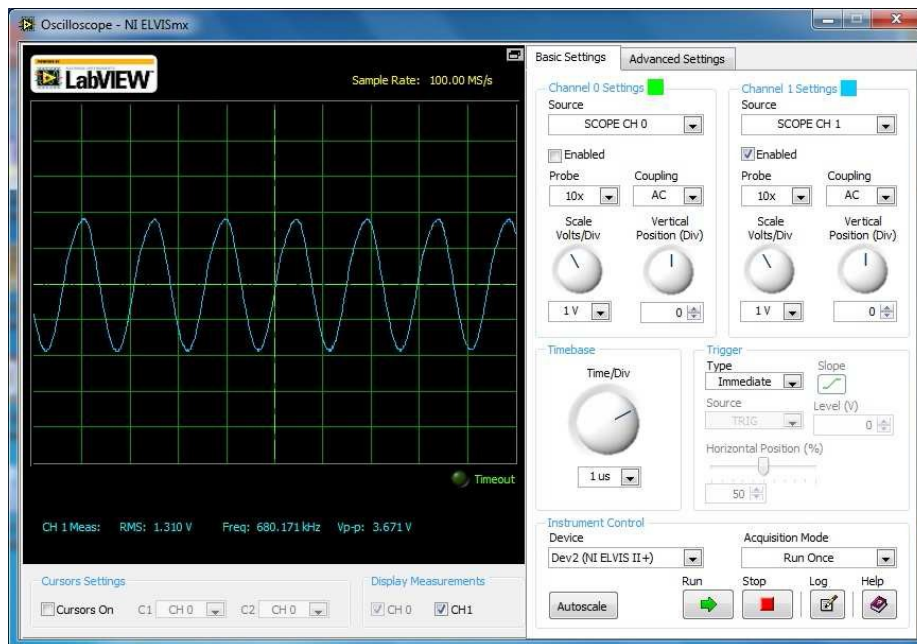 Oscilloscope - NI ELVISmx
LabVIEW
Sample Rate: 100.00 MS/s
Timeout
CH 1 Meas: RMS: 1.310 V Freq: 680.171 kHz Vp-p: 3.671 V
Cursors Settings
Cursors On C1 CH 0 C2 CH 0
Display Measurements
CH 0 CH1
Basic Settings Advanced Settings
Channel 0 Settings
Source
SCOPE CH 0
Enabled
Probe Coupling
10x AC
Scale Vertical
Volts/Div Position (Div)
1 V 0
Channel 1 Settings
Source
SCOPE CH 1
Enabled
Probe Coupling
10x AC
Scale Vertical
Volts/Div Position (Div)
1 V 0
Timebase
Time/Div
1 us
Trigger
Type Slope
Immediate
Source Level (V)
TRIG 0
Horizontal Position (%)
50
Instrument Control
Device Acquisition Mode
Dev2 (NI ELVIS II+) Run Once
Run Stop Log Help
Autoscale